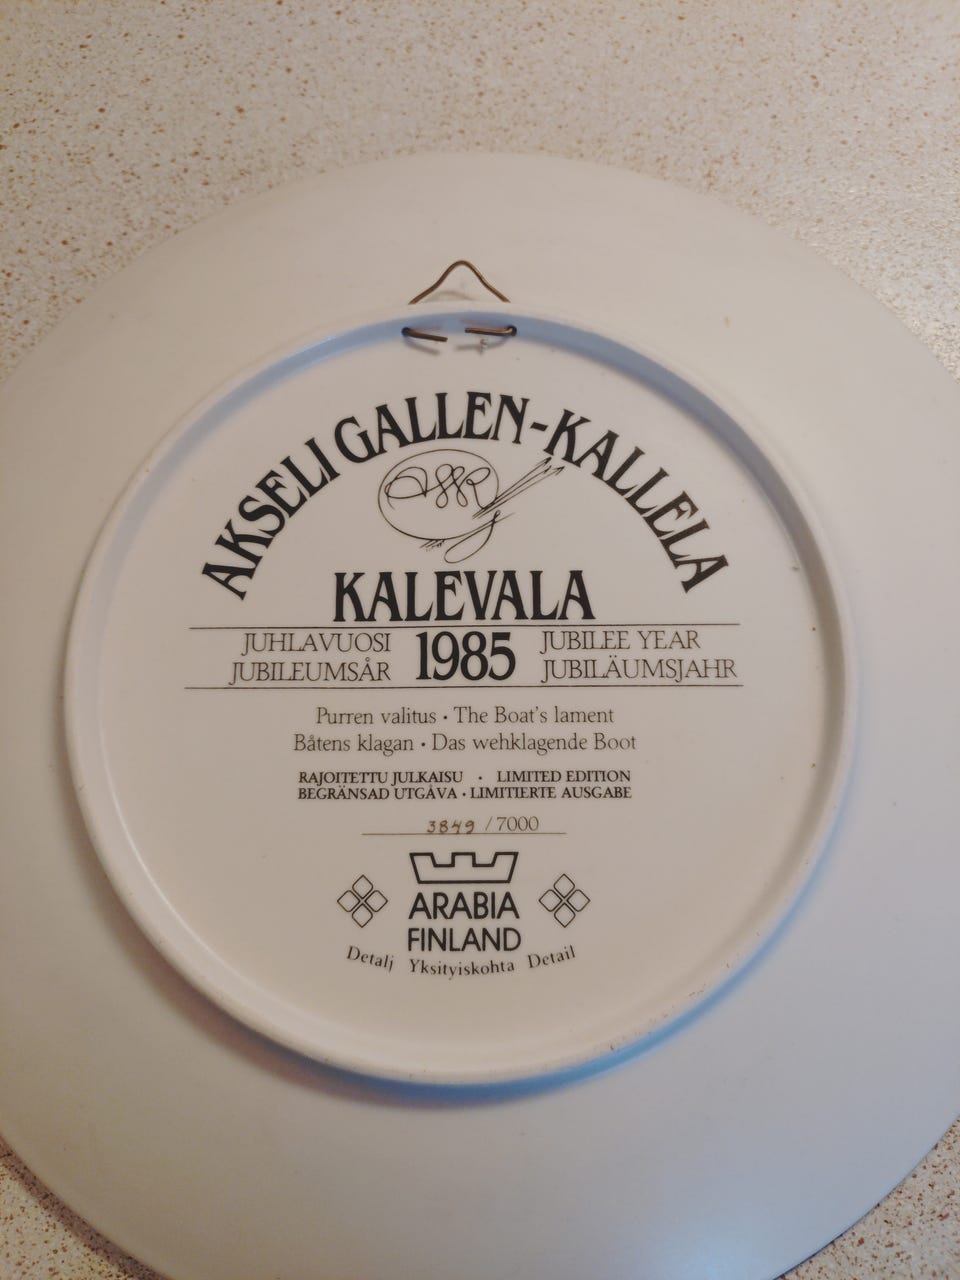 AKSELI GALLEN-KALLELA
KALEVALA
JUHLAVUOSI 1985 JUBILEE YEAR
JUBILEUMSÅR JUBILÄUMSJAHR
Purren valitus • The Boat's lament
Båtens klagan • Das wehklagende Boot
RAJOITETTU JULKAISU • LIMITED EDITION
BEGRÄNSAD UTGÅVA • LIMITIERTE AUSGABE
3849 / 7000
ARABIA
FINLAND
Detalj Yksityiskohta Detail